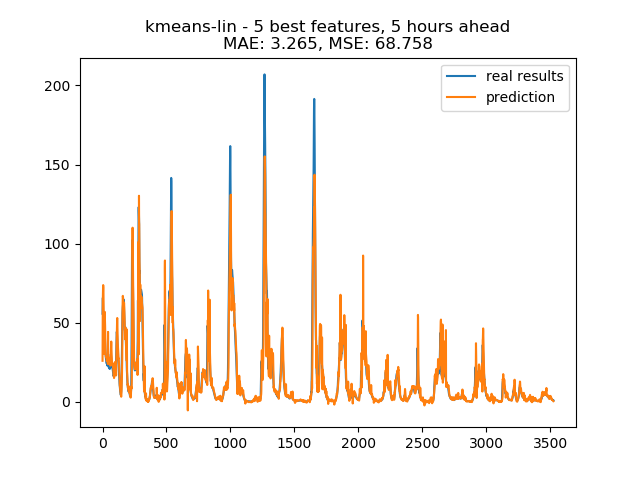 kmeans-lin - 5 best features, 5 hours ahead
MAE: 3.265, MSE: 68.758
real results
prediction
200
150
100
50
0
0 500 1000 1500 2000 2500 3000 3500